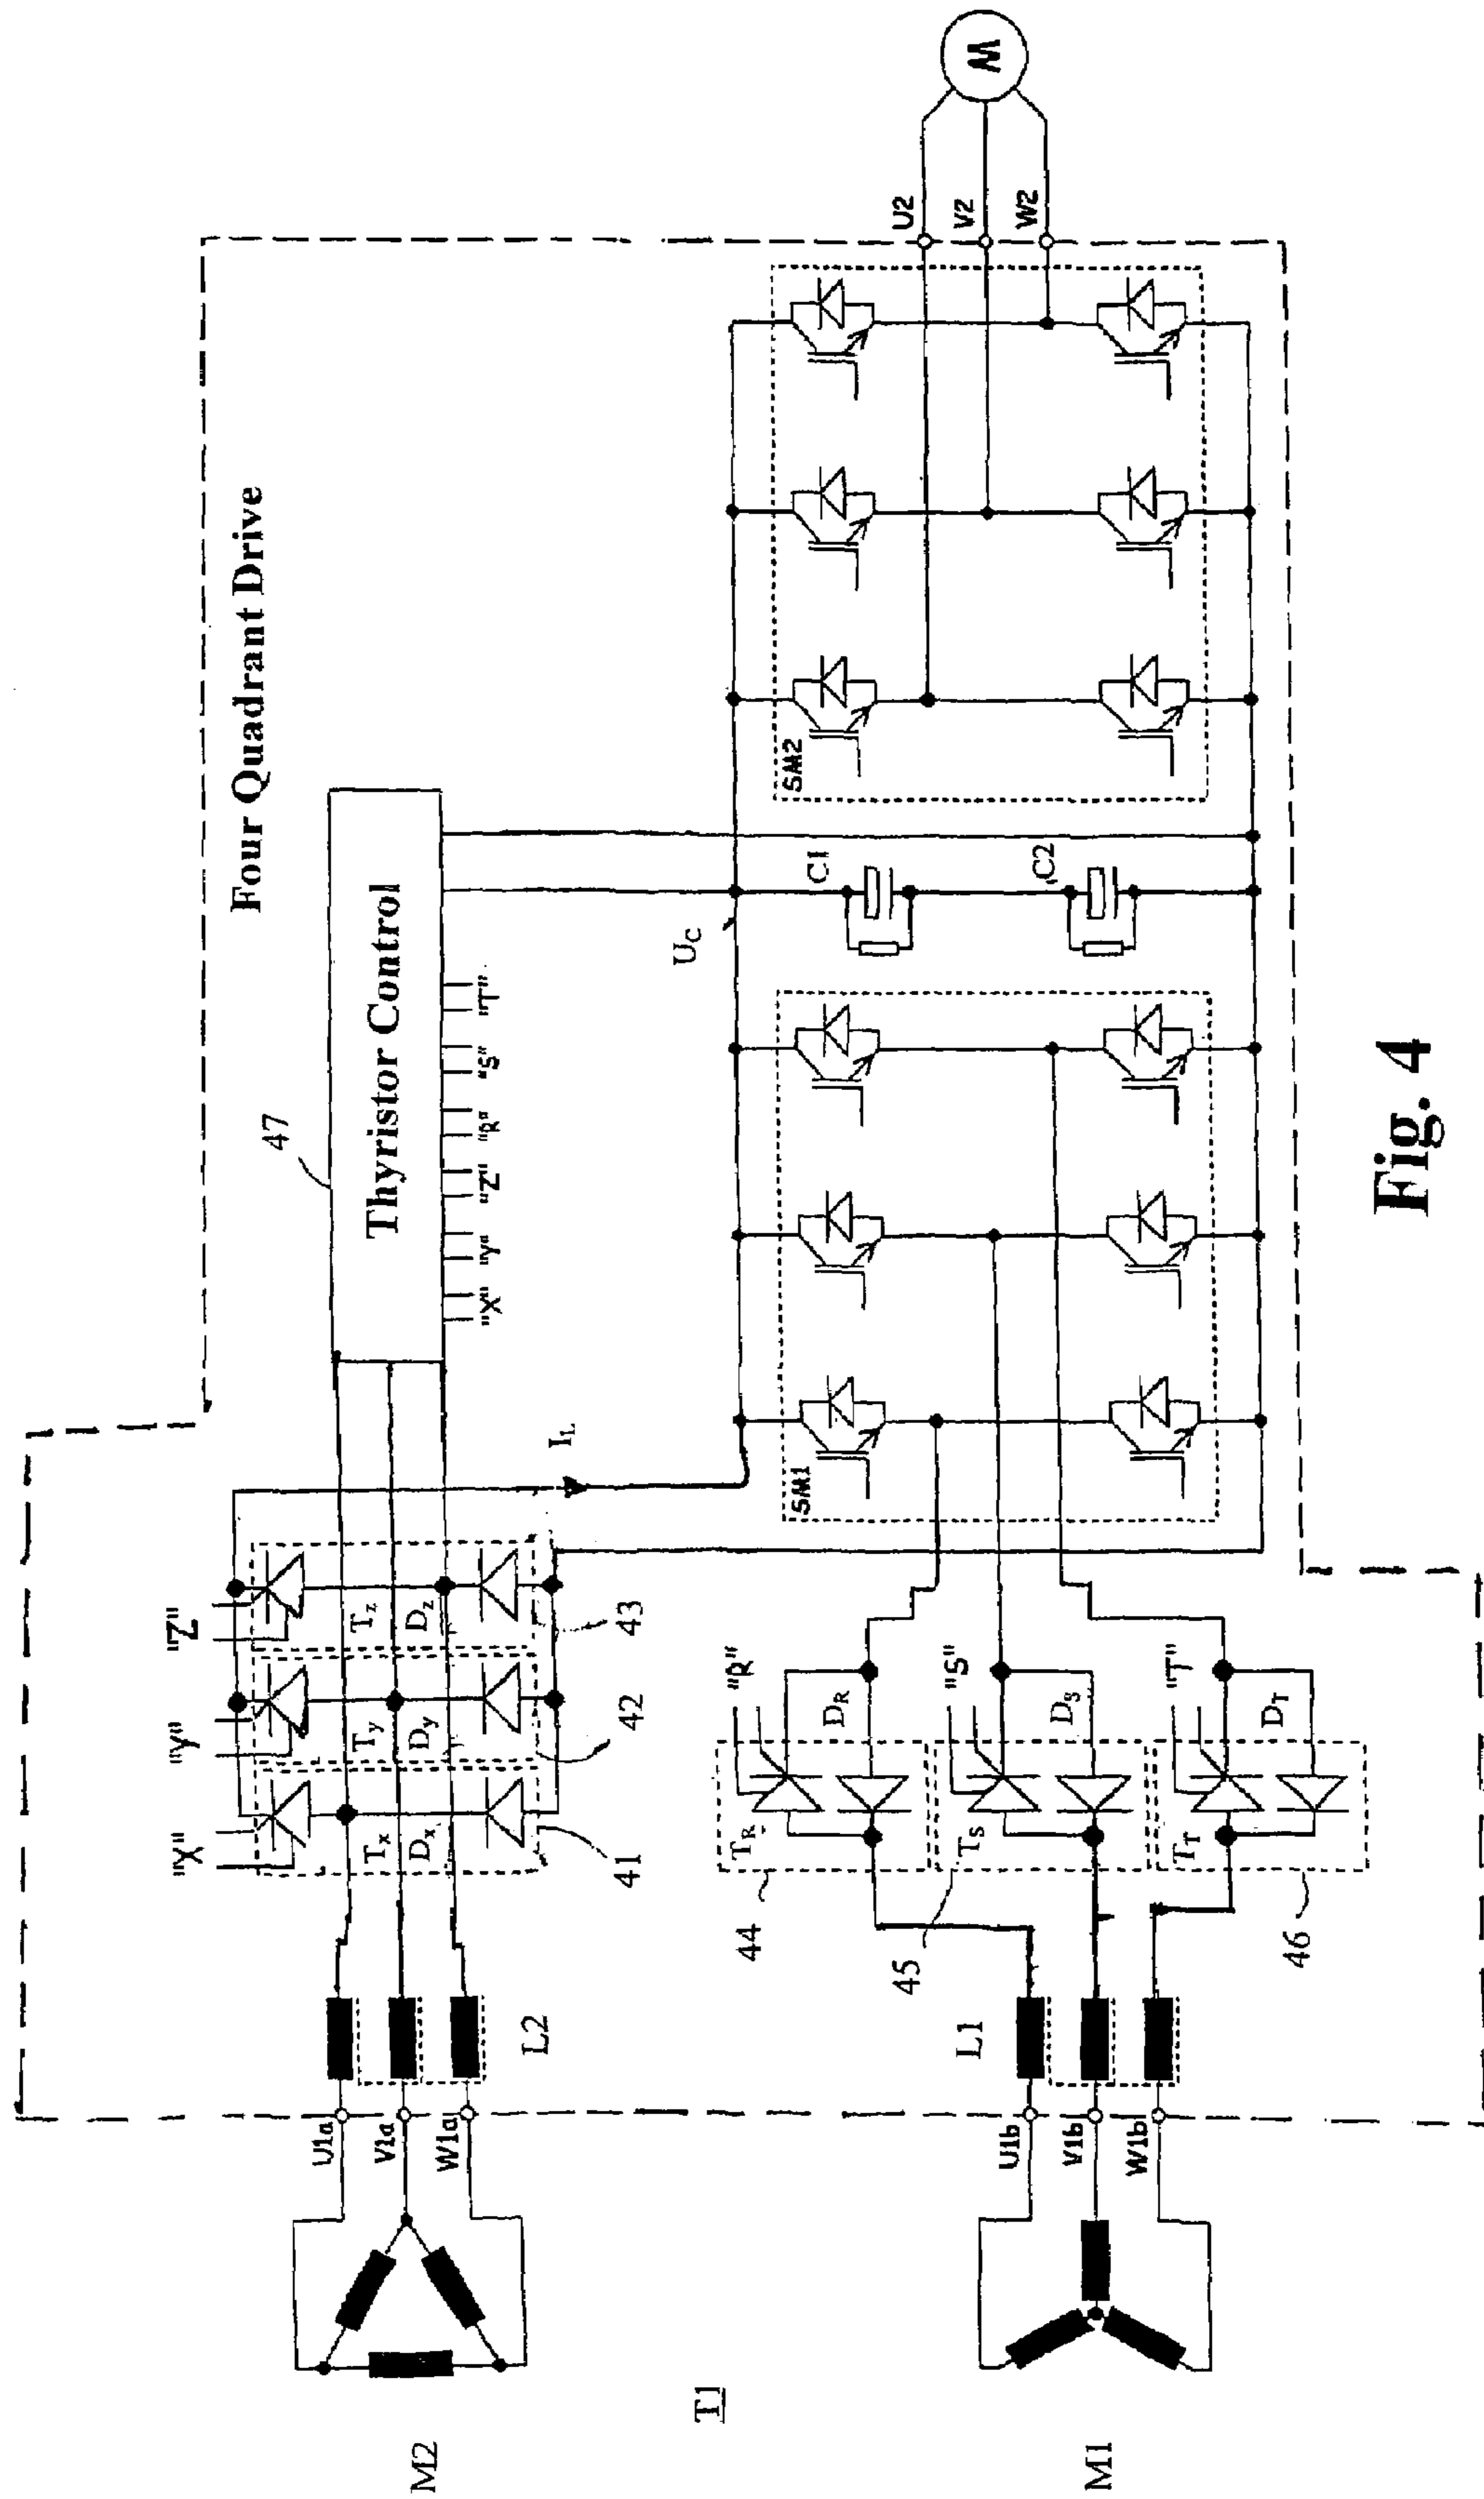 Four Quadrant Drive
47
Thyristor Control
"X" "Y" "Z" "R" "S" "T"
"X" "Y" "Z"
Tx Ty Tz
Dx Dy Dz
41 42 43
IL
UC
L2
U1a
V1a
W1a
M2
T1
M1
U1b
V1b
W1b
L1
44
45
46
TR
DR
"R"
TS
DS
"S"
TT
DT
"T"
SM1
C1
C2
SM2
U2
V2
W2
Fig. 4